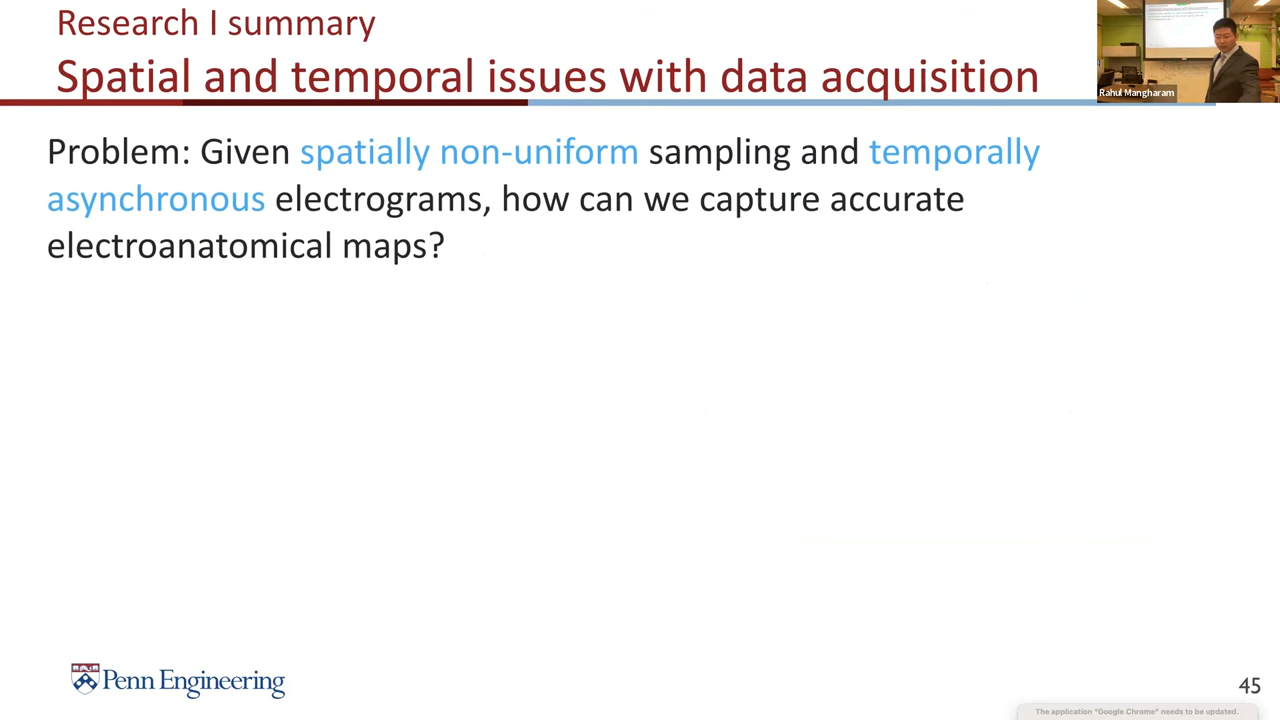 Research I summary
Spatial and temporal issues with data acquisition
Rahul Mangharam
Problem: Given spatially non-uniform sampling and temporally
asynchronous electrograms, how can we capture accurate
electroanatomical maps?
Penn Engineering
45
The application "Google Chrome" needs to be updated.